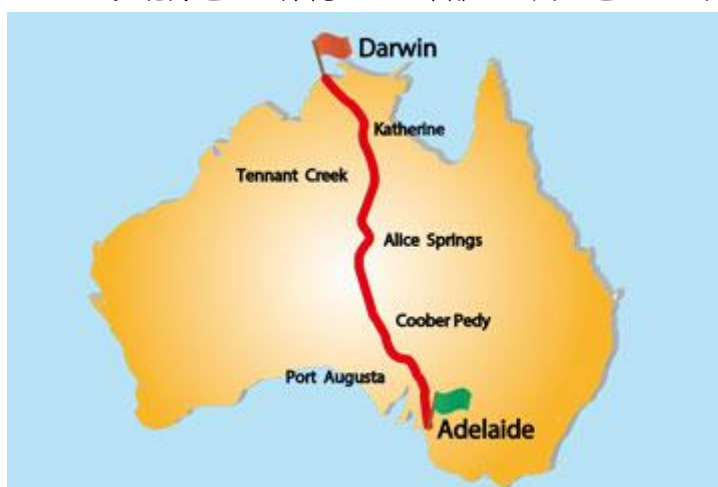 Darwin
Katherine
Tennant Creek
Alice Springs
Coober Pedy
Port Augusta
Adelaide